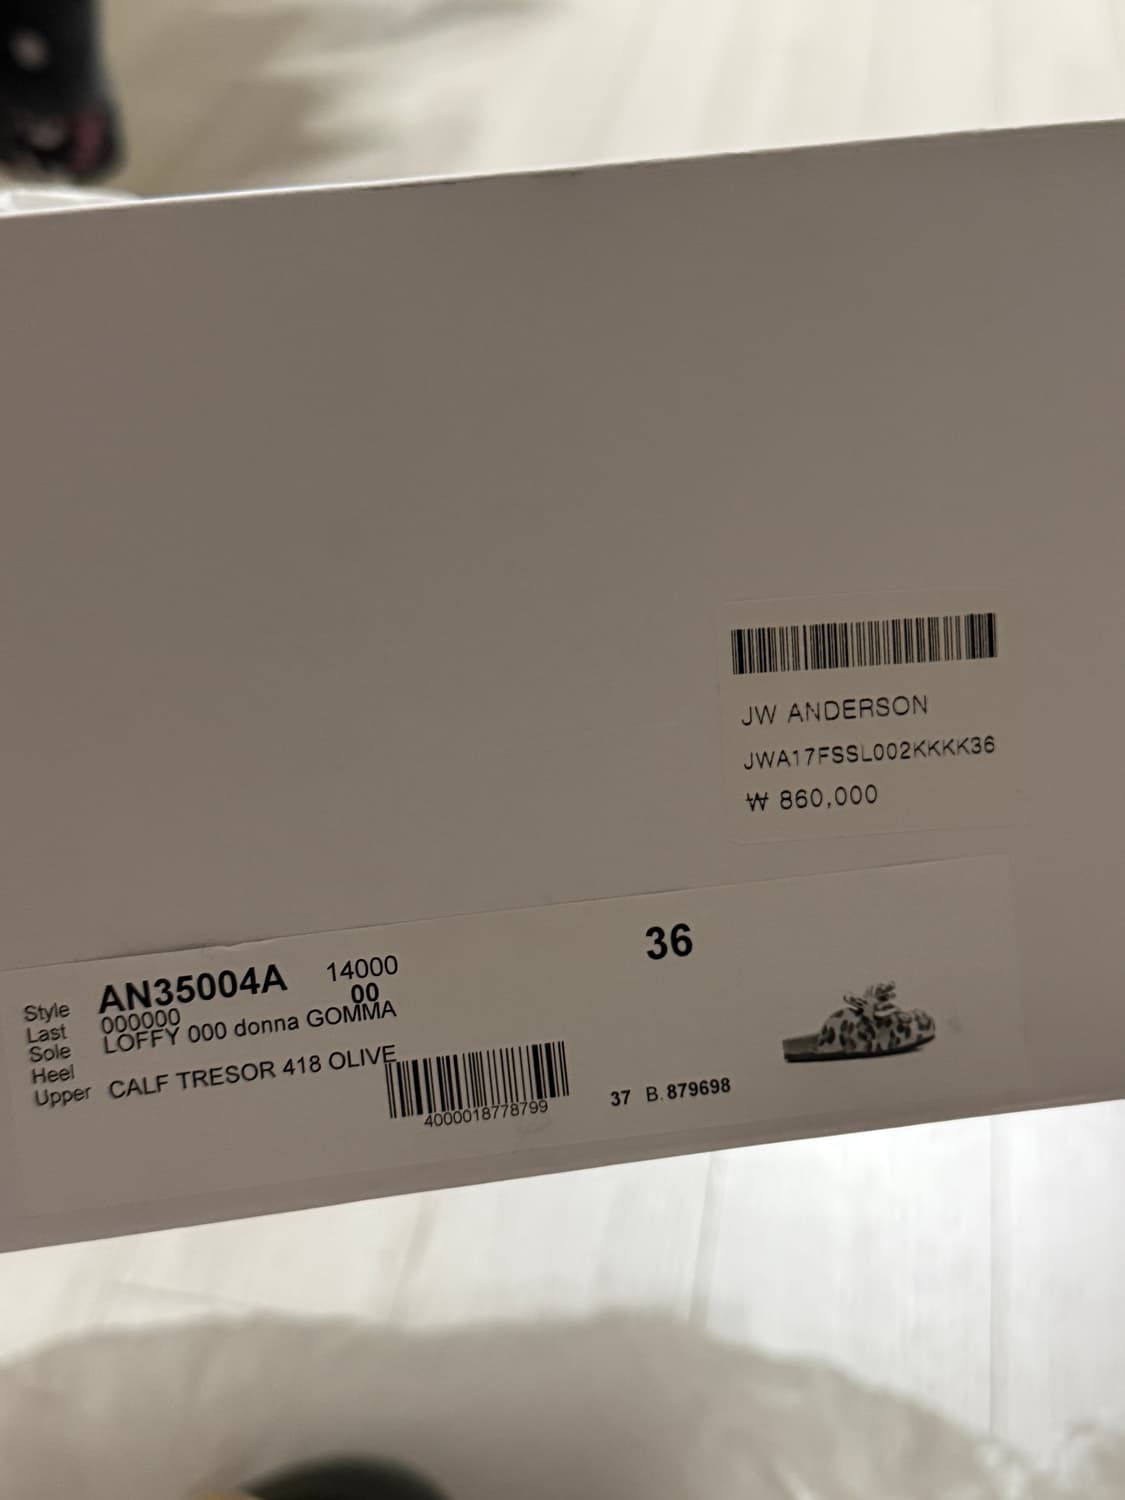 JW ANDERSON
JWA17FSSL002KKKK36
₩ 860,000
Style AN35004A 14000
Last 000000 00
Sole LOFFY 000 donna GOMMA
Heel
Upper CALF TRESOR 418 OLIVE
4000018778799
36
37 B. 879698